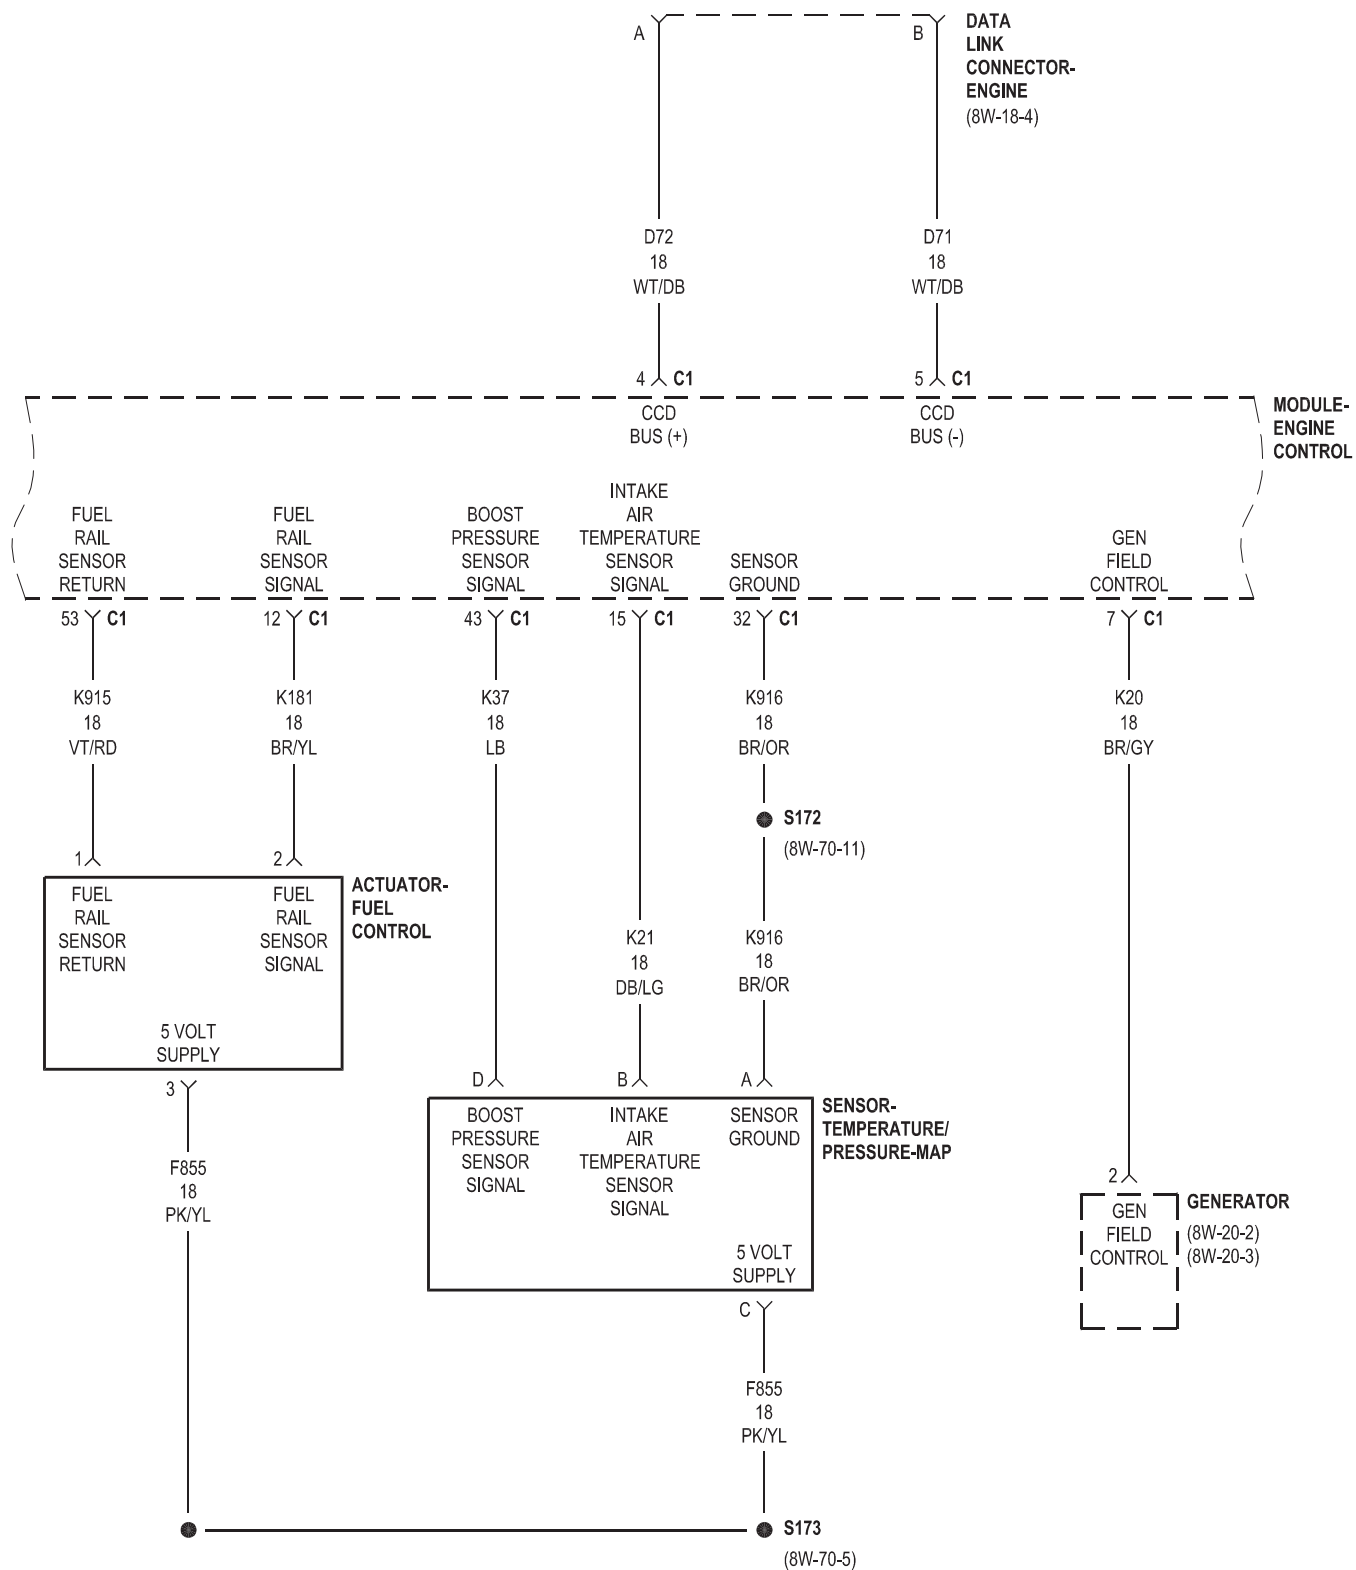 A
B
DATA
LINK
CONNECTOR-
ENGINE
(8W-18-4)
D72
18
WT/DB
D71
18
WT/DB
4 C1
5 C1
CCD
BUS (+)
CCD
BUS (-)
MODULE-
ENGINE
CONTROL
FUEL
RAIL
SENSOR
RETURN
FUEL
RAIL
SENSOR
SIGNAL
BOOST
PRESSURE
SENSOR
SIGNAL
INTAKE
AIR
TEMPERATURE
SENSOR
SIGNAL
SENSOR
GROUND
GEN
FIELD
CONTROL
53 C1
12 C1
43 C1
15 C1
32 C1
7 C1
K915
18
VT/RD
K181
18
BR/YL
K37
18
LB
K916
18
BR/OR
K20
18
BR/GY
S172
(8W-70-11)
1
2
ACTUATOR-
FUEL
CONTROL
FUEL
RAIL
SENSOR
RETURN
FUEL
RAIL
SENSOR
SIGNAL
5 VOLT
SUPPLY
3
K21
18
DB/LG
K916
18
BR/OR
D
B
A
SENSOR-
TEMPERATURE/
PRESSURE-MAP
BOOST
PRESSURE
SENSOR
SIGNAL
INTAKE
AIR
TEMPERATURE
SENSOR
SIGNAL
SENSOR
GROUND
5 VOLT
SUPPLY
C
F855
18
PK/YL
2
GENERATOR
(8W-20-2)
(8W-20-3)
GEN
FIELD
CONTROL
F855
18
PK/YL
S173
(8W-70-5)